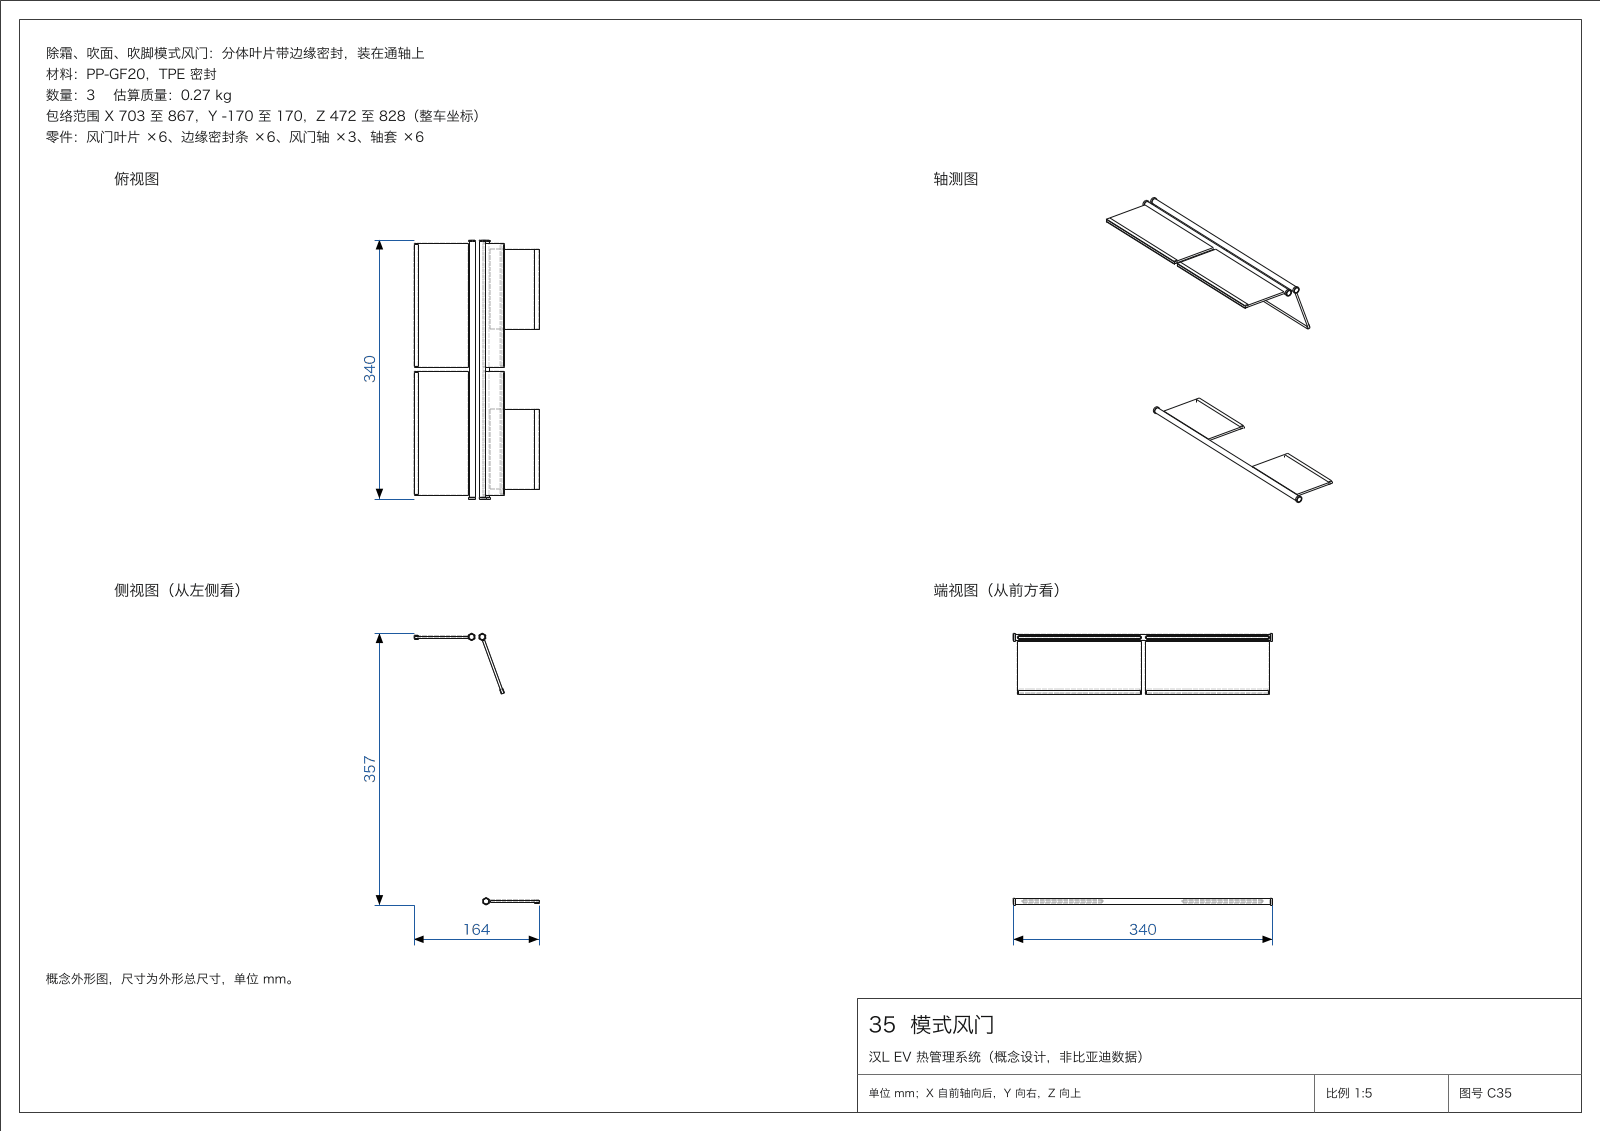 除霜、吹面、吹脚模式风门：分体叶片带边缘密封，装在通轴上
材料：PP-GF20，TPE 密封
数量：3　估算质量：0.27 kg
包络范围 X 703 至 867，Y -170 至 170，Z 472 至 828（整车坐标）
零件：风门叶片 ×6、边缘密封条 ×6、风门轴 ×3、轴套 ×6
俯视图
轴测图
340
侧视图（从左侧看）
端视图（从前方看）
357
164
340
概念外形图，尺寸为外形总尺寸，单位 mm。
35 模式风门
汉L EV 热管理系统（概念设计，非比亚迪数据）
单位 mm；X 自前轴向后，Y 向右，Z 向上
比例 1:5
图号 C35